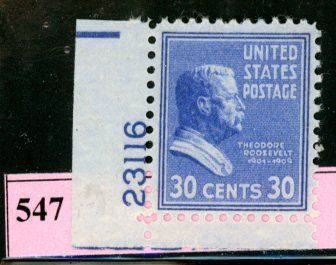 UNITED
STATES
POSTAGE
THEODORE
ROOSEVELT
1901-1909
30 CENTS 30
23116
547